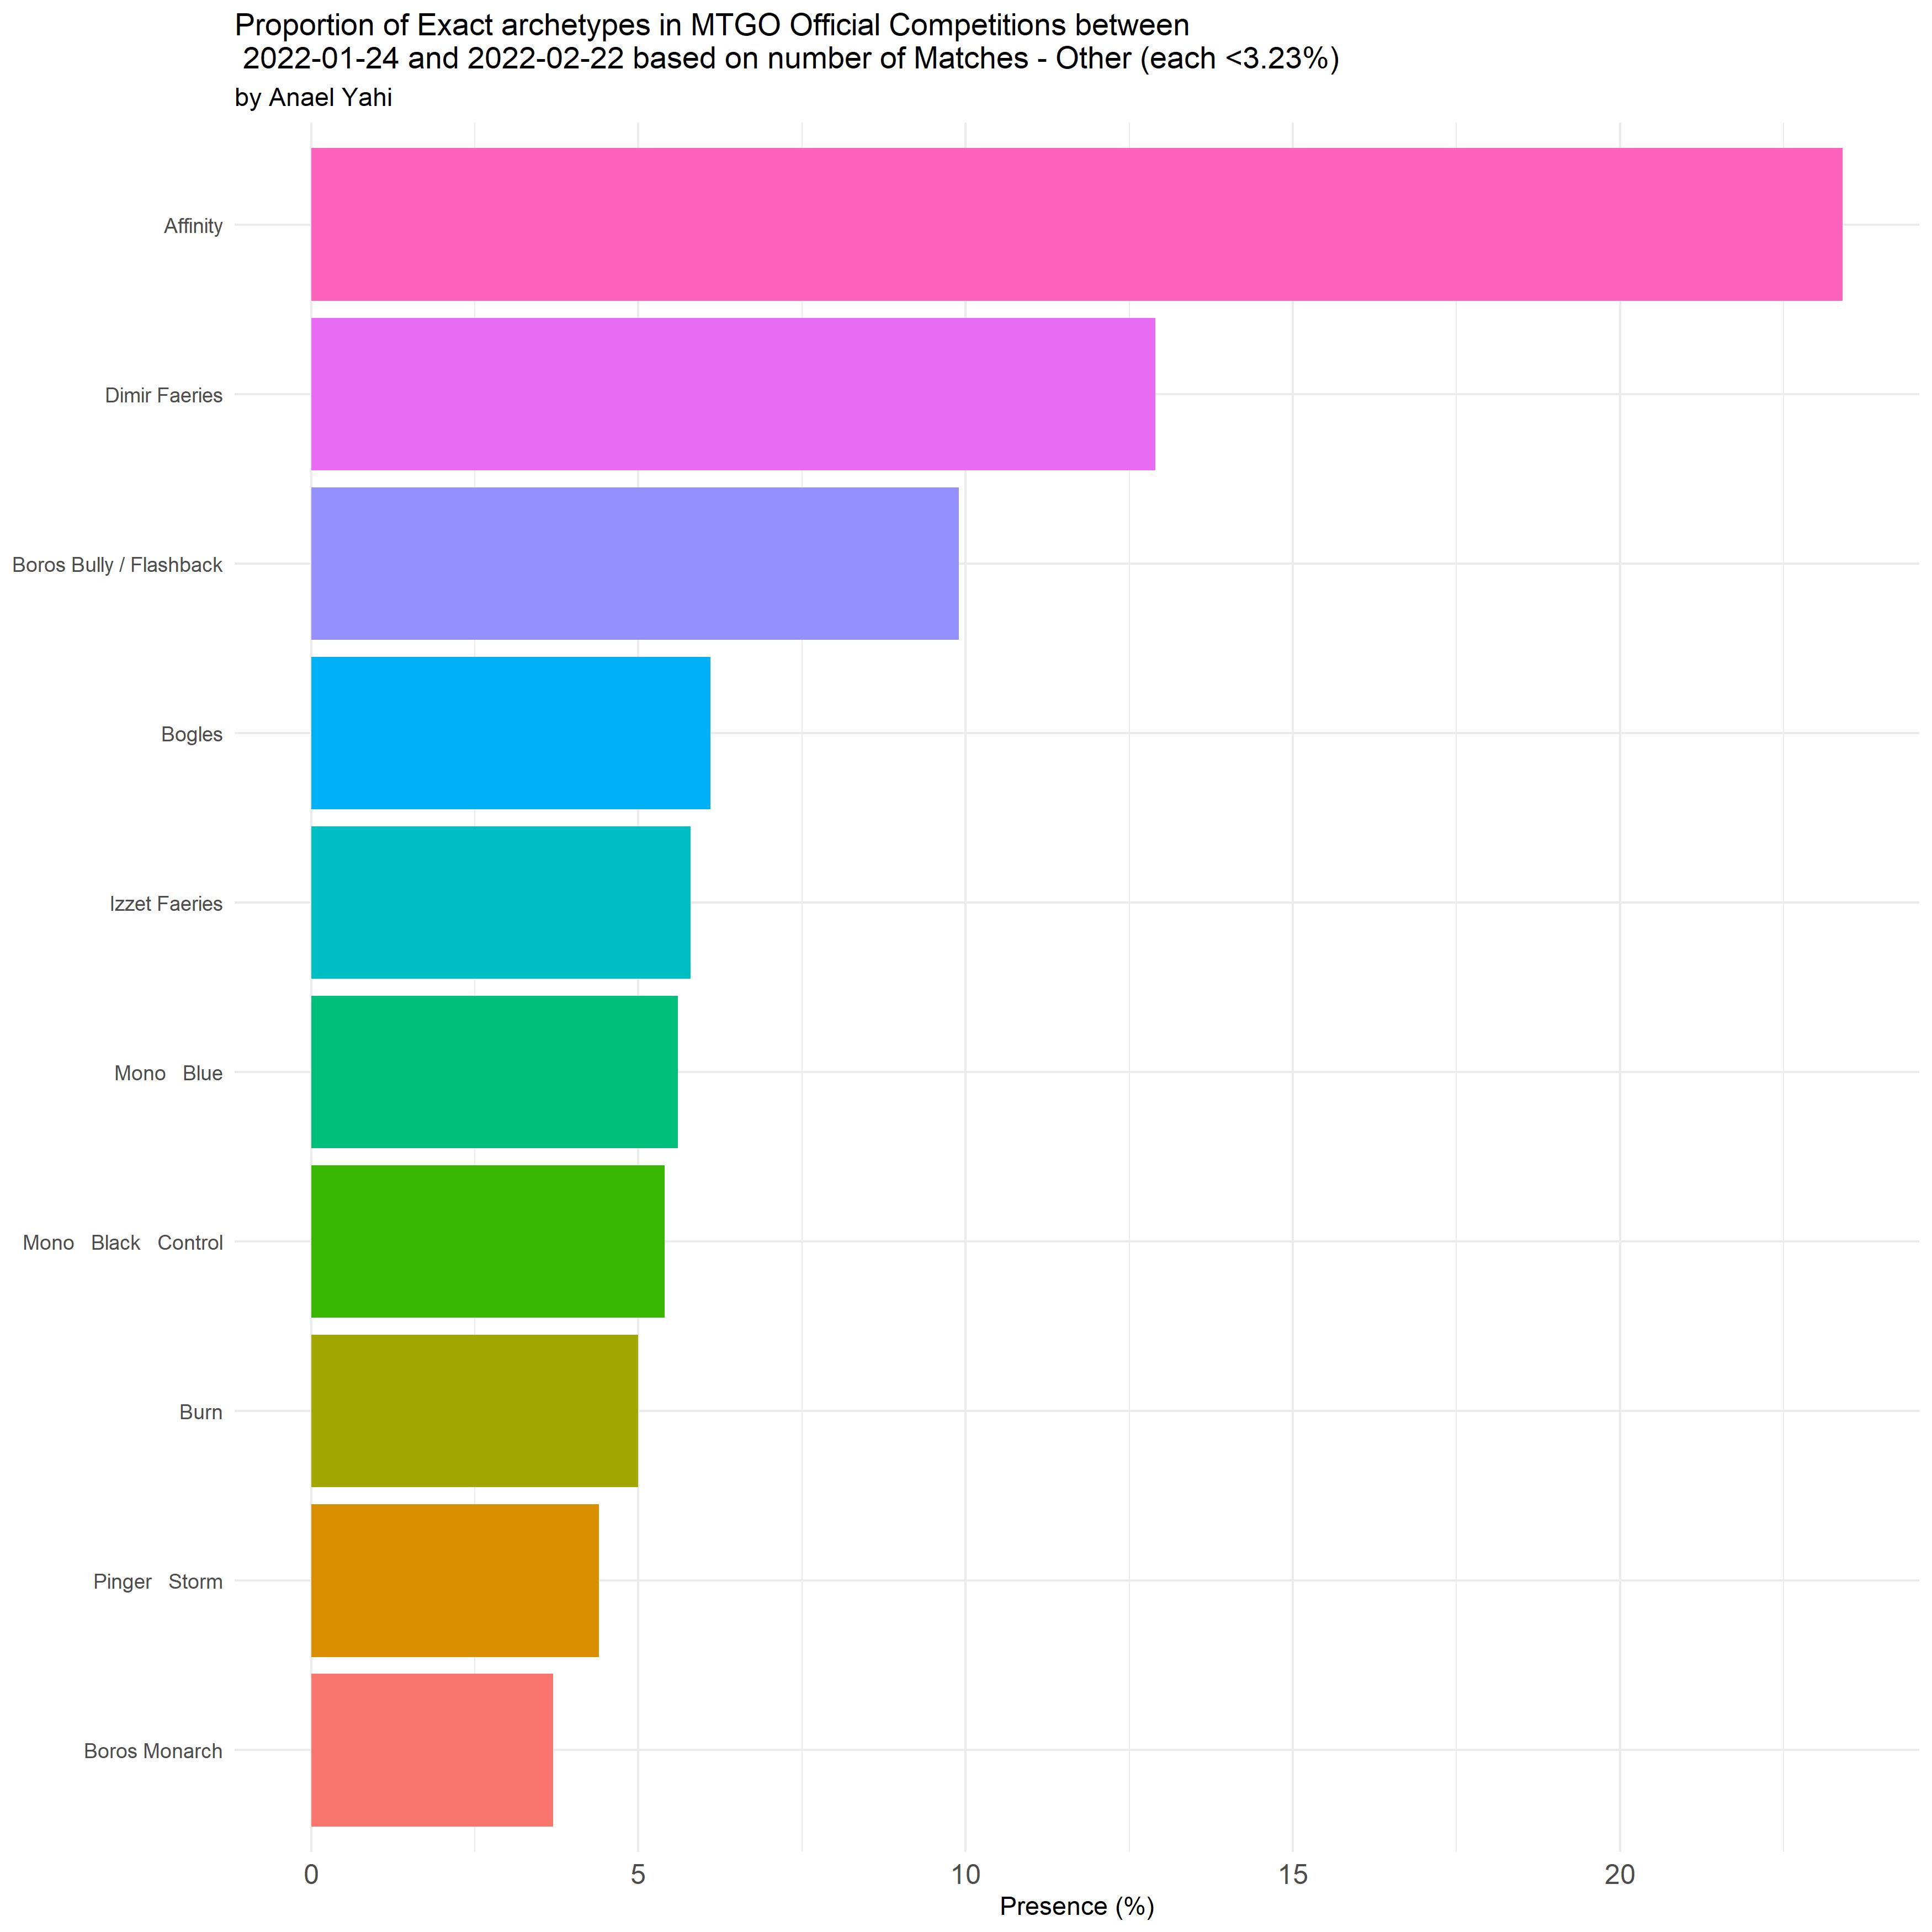 Proportion of Exact archetypes in MTGO Official Competitions between
2022-01-24 and 2022-02-22 based on number of Matches - Other (each <3.23%)
by Anael Yahi
Affinity
Dimir Faeries
Boros Bully / Flashback
Bogles
Izzet Faeries
Mono   Blue
Mono   Black   Control
Burn
Pinger   Storm
Boros Monarch
0 5 10 15 20
Presence (%)